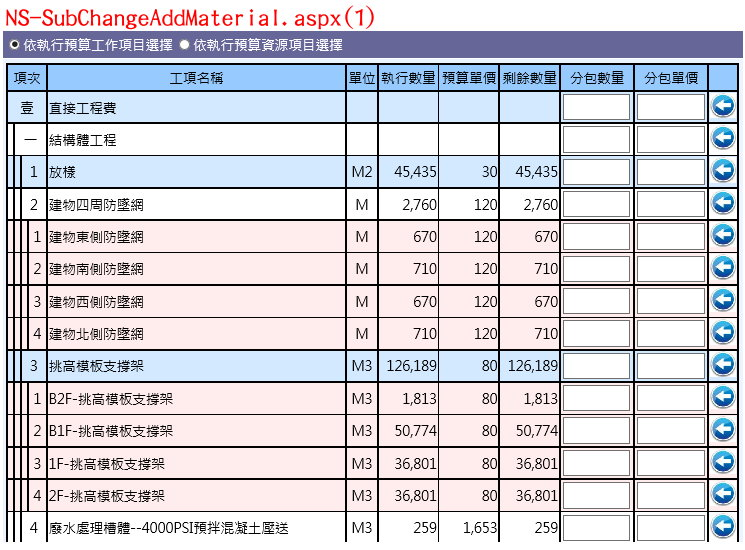 NS-SubChangeAddMaterial.aspx(1)
依執行預算工作項目選擇 依執行預算資源項目選擇
項次 工項名稱 單位 執行數量 預算單價 剩餘數量 分包數量 分包單價
壹 直接工程費
一 結構體工程
1 放樣 M2 45,435 30 45,435
2 建物四周防墜網 M 2,760 120 2,760
1 建物東側防墜網 M 670 120 670
2 建物南側防墜網 M 710 120 710
3 建物西側防墜網 M 670 120 670
4 建物北側防墜網 M 710 120 710
3 挑高模板支撐架 M3 126,189 80 126,189
1 B2F-挑高模板支撐架 M3 1,813 80 1,813
2 B1F-挑高模板支撐架 M3 50,774 80 50,774
3 1F-挑高模板支撐架 M3 36,801 80 36,801
4 2F-挑高模板支撐架 M3 36,801 80 36,801
4 廢水處理槽體--4000PSI預拌混凝土壓送 M3 259 1,653 259